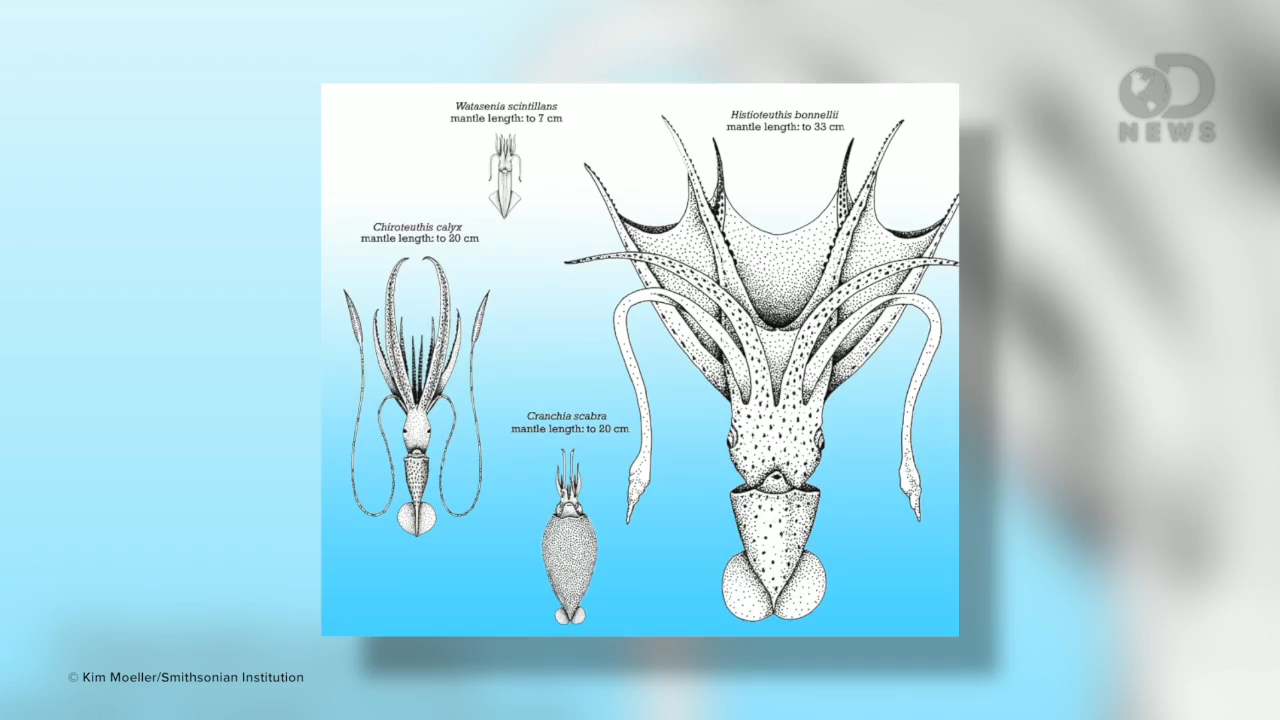 Watasenia scintillans
mantle length: to 7 cm
Histioteuthis bonnellii
mantle length: to 33 cm
Chiroteuthis calyx
mantle length: to 20 cm
Cranchia scabra
mantle length: to 20 cm
D
NEWS
© Kim Moeller/Smithsonian Institution